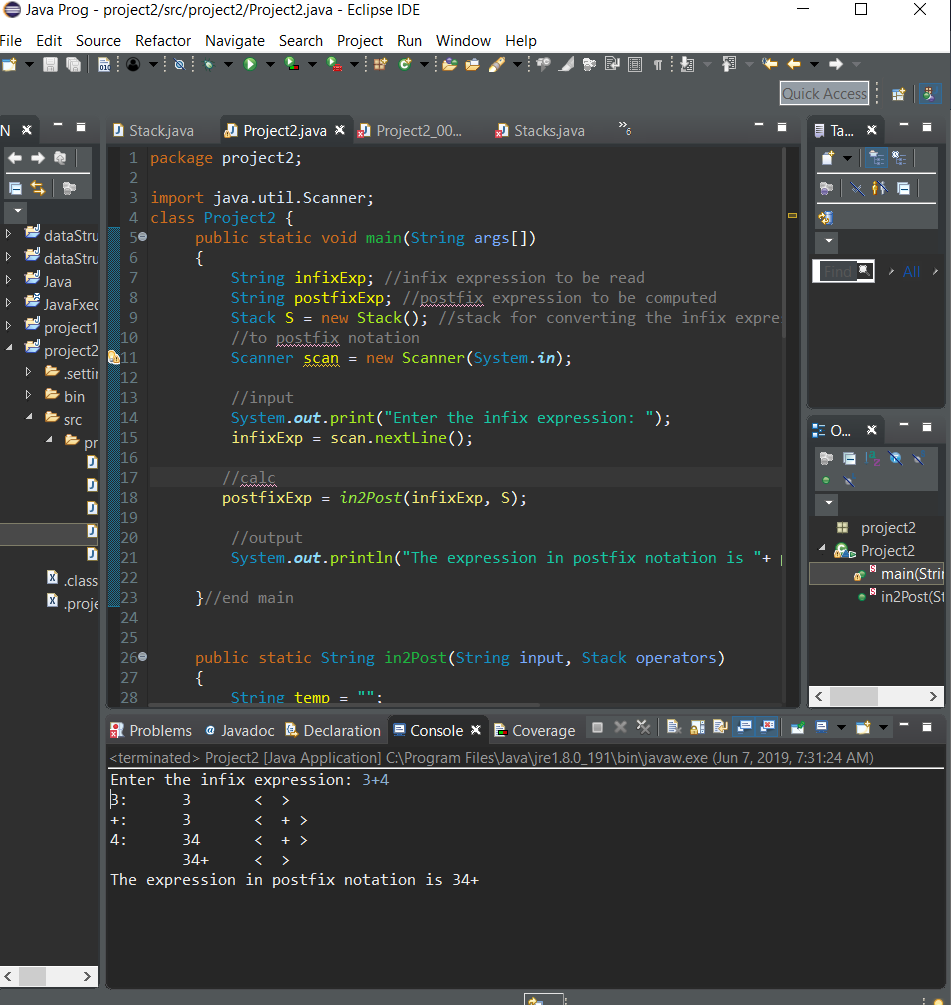 Java Prog - project2/src/project2/Project2.java - Eclipse IDE
File Edit Source Refactor Navigate Search Project Run Window Help
Quick Access
N
Stack.java
Project2.java
Project2_00...
Stacks.java
»6
Ta...
dataStru
dataStru
Java
JavaFxec
project1
project2
.settin
bin
src
pr
.class
.proje
1 package project2;
2
3 import java.util.Scanner;
4 class Project2 {
5 public static void main(String args[])
6 {
7 String infixExp; //infix expression to be read
8 String postfixExp; //postfix expression to be computed
9 Stack S = new Stack(); //stack for converting the infix expre
10 //to postfix notation
11 Scanner scan = new Scanner(System.in);
12
13 //input
14 System.out.print("Enter the infix expression: ");
15 infixExp = scan.nextLine();
16
17 //calc
18 postfixExp = in2Post(infixExp, S);
19
20 //output
21 System.out.println("The expression in postfix notation is "+
22
23 }//end main
24
25
26 public static String in2Post(String input, Stack operators)
27 {
28 String temp = "";
Find
All
O...
project2
Project2
main(Strin
in2Post(St
Problems
Javadoc
Declaration
Console
Coverage
<terminated> Project2 [Java Application] C:\Program Files\Java\jre1.8.0_191\bin\javaw.exe (Jun 7, 2019, 7:31:24 AM)
Enter the infix expression: 3+4
3: 3 < >
+: 3 < + >
4: 34 < + >
34+ < >
The expression in postfix notation is 34+